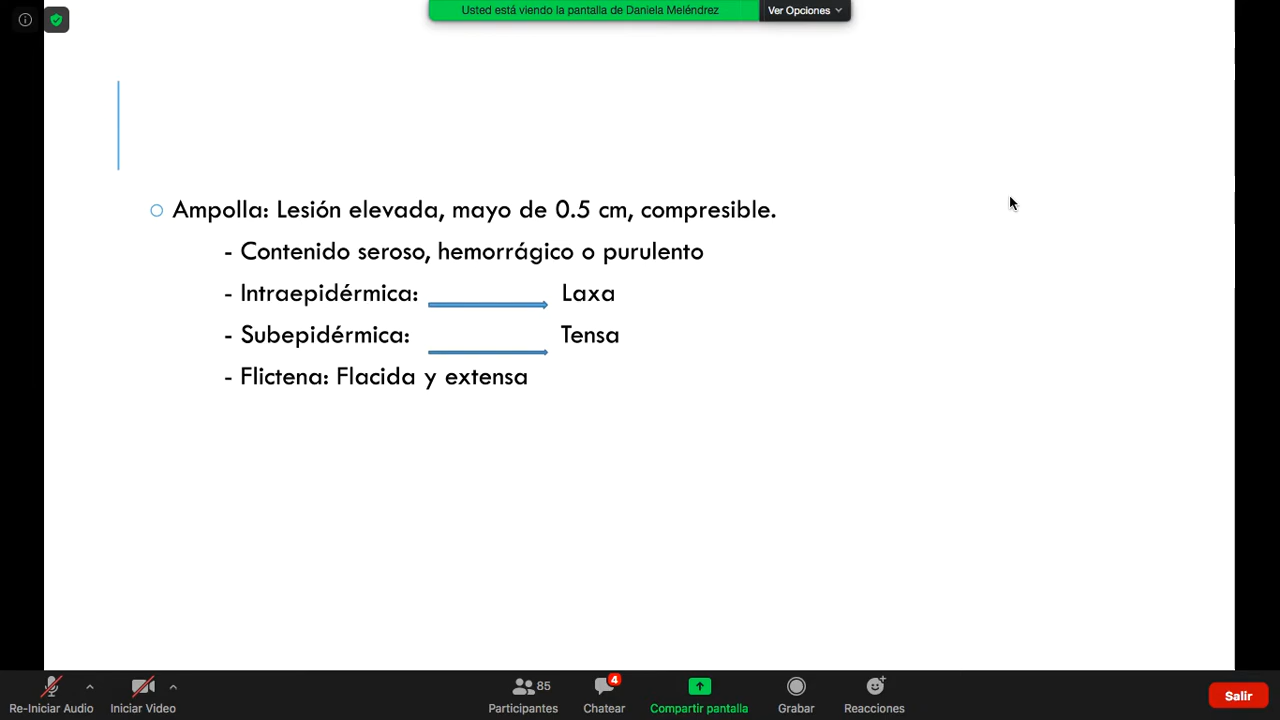 Usted está viendo la pantalla de Daniela Meléndrez Ver Opciones
Ampolla: Lesión elevada, mayo de 0.5 cm, compresible.
- Contenido seroso, hemorrágico o purulento
- Intraepidérmica: Laxa
- Subepidérmica: Tensa
- Flictena: Flacida y extensa
Re-Iniciar Audio Iniciar Video 85 Participantes 4 Chatear Compartir pantalla Grabar Reacciones Salir